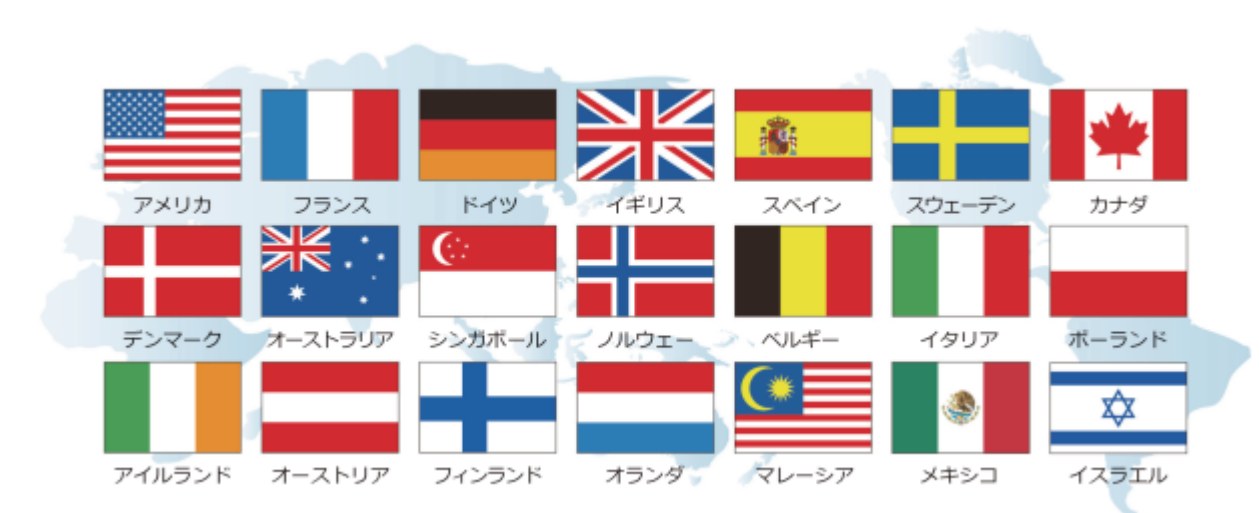 アメリカ
フランス
ドイツ
イギリス
スペイン
スウェーデン
カナダ
デンマーク
オーストラリア
シンガポール
ノルウェー
ベルギー
イタリア
ポーランド
アイルランド
オーストリア
フィンランド
オランダ
マレーシア
メキシコ
イスラエル